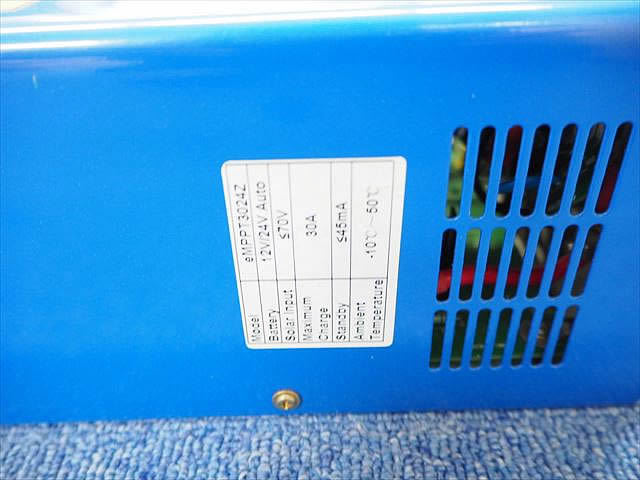 Model eMPPT3024Z
Battery 12V/24V Auto
Solar Input ≤70V
Maximum
Charge 30A
Standby ≤45mA
Ambient
Temperature -10℃~50℃